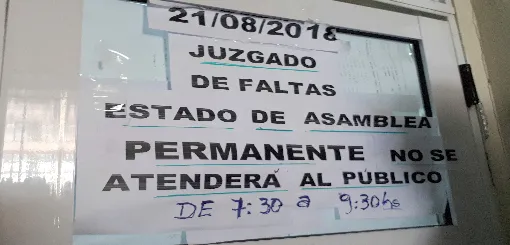 21/08/2018
JUZGADO
DE FALTAS
ESTADO DE ASAMBLEA
PERMANENTE NO SE
ATENDERÁ AL PÚBLICO
DE 7:30 a 9:30hs